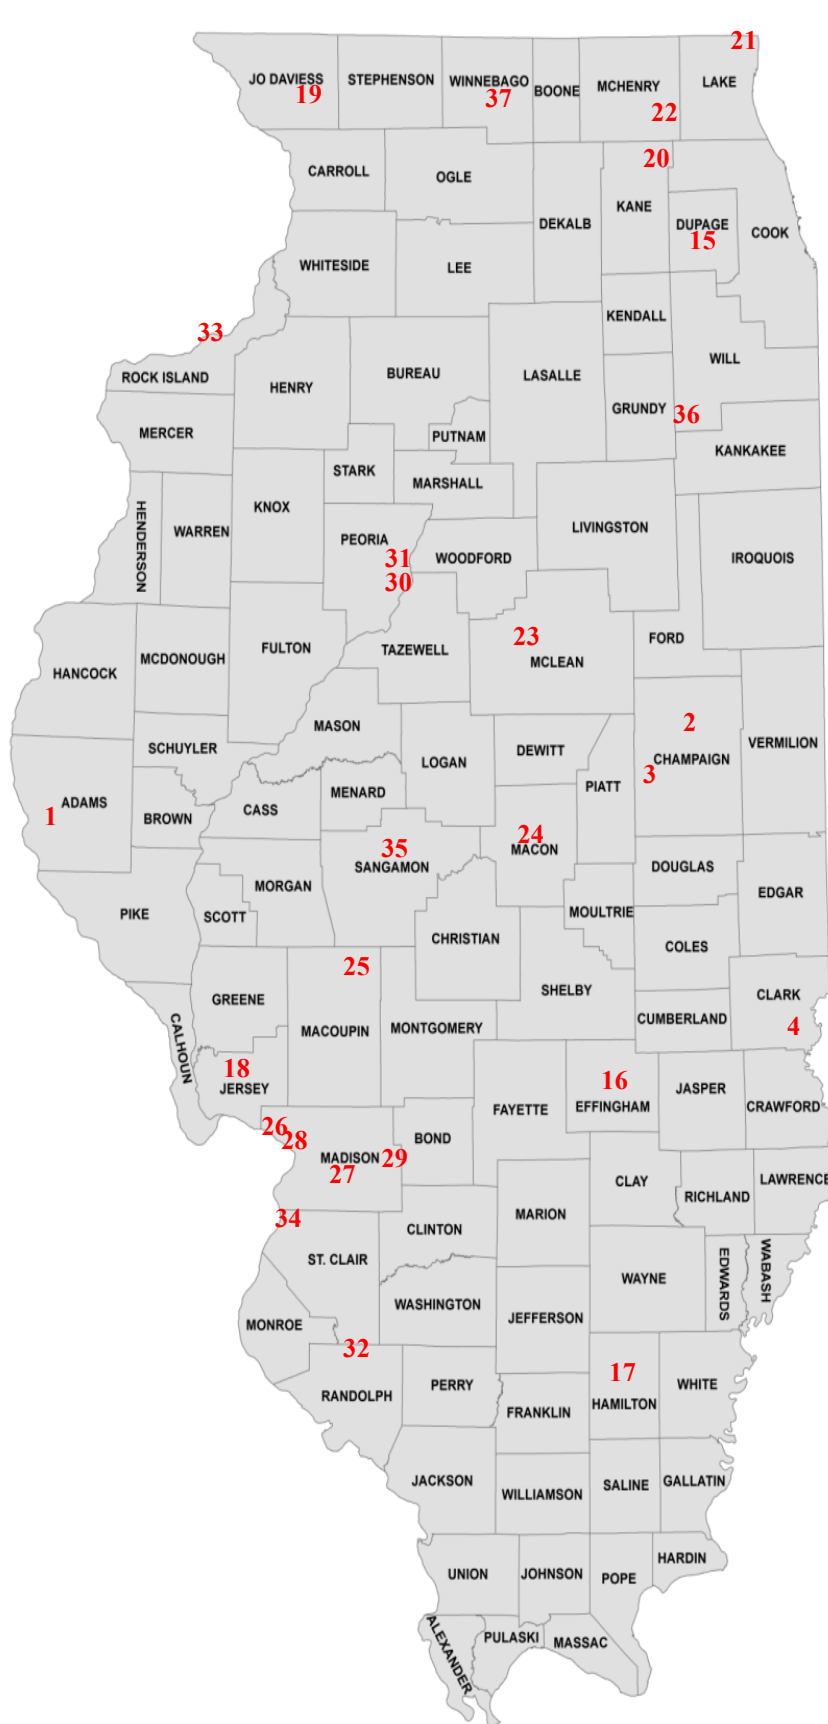 21
JO DAVIESS
STEPHENSON
WINNEBAGO
BOONE
MCHENRY
LAKE
19
37
22
CARROLL
OGLE
20
DEKALB
KANE
DUPAGE
15
COOK
WHITESIDE
LEE
33
KENDALL
ROCK ISLAND
HENRY
BUREAU
LASALLE
WILL
GRUNDY
36
MERCER
PUTNAM
KANKAKEE
STARK
MARSHALL
HENDERSON
WARREN
KNOX
PEORIA
31
30
WOODFORD
LIVINGSTON
IROQUOIS
HANCOCK
MCDONOUGH
FULTON
TAZEWELL
23
MCLEAN
FORD
SCHUYLER
MASON
LOGAN
DEWITT
PIATT
2
3
CHAMPAIGN
VERMILION
1
ADAMS
BROWN
CASS
MENARD
35
SANGAMON
24
MACON
DOUGLAS
EDGAR
PIKE
SCOTT
MORGAN
CHRISTIAN
MOULTRIE
COLES
25
GREENE
MACOUPIN
MONTGOMERY
SHELBY
CUMBERLAND
CLARK
4
CALHOUN
18
JERSEY
FAYETTE
16
EFFINGHAM
JASPER
CRAWFORD
26
28
MADISON
27
29
BOND
CLAY
RICHLAND
LAWRENCE
34
ST. CLAIR
CLINTON
MARION
WAYNE
EDWARDS
WABASH
MONROE
WASHINGTON
JEFFERSON
32
RANDOLPH
PERRY
FRANKLIN
17
HAMILTON
WHITE
JACKSON
WILLIAMSON
SALINE
GALLATIN
UNION
JOHNSON
POPE
HARDIN
ALEXANDER
PULASKI
MASSAC